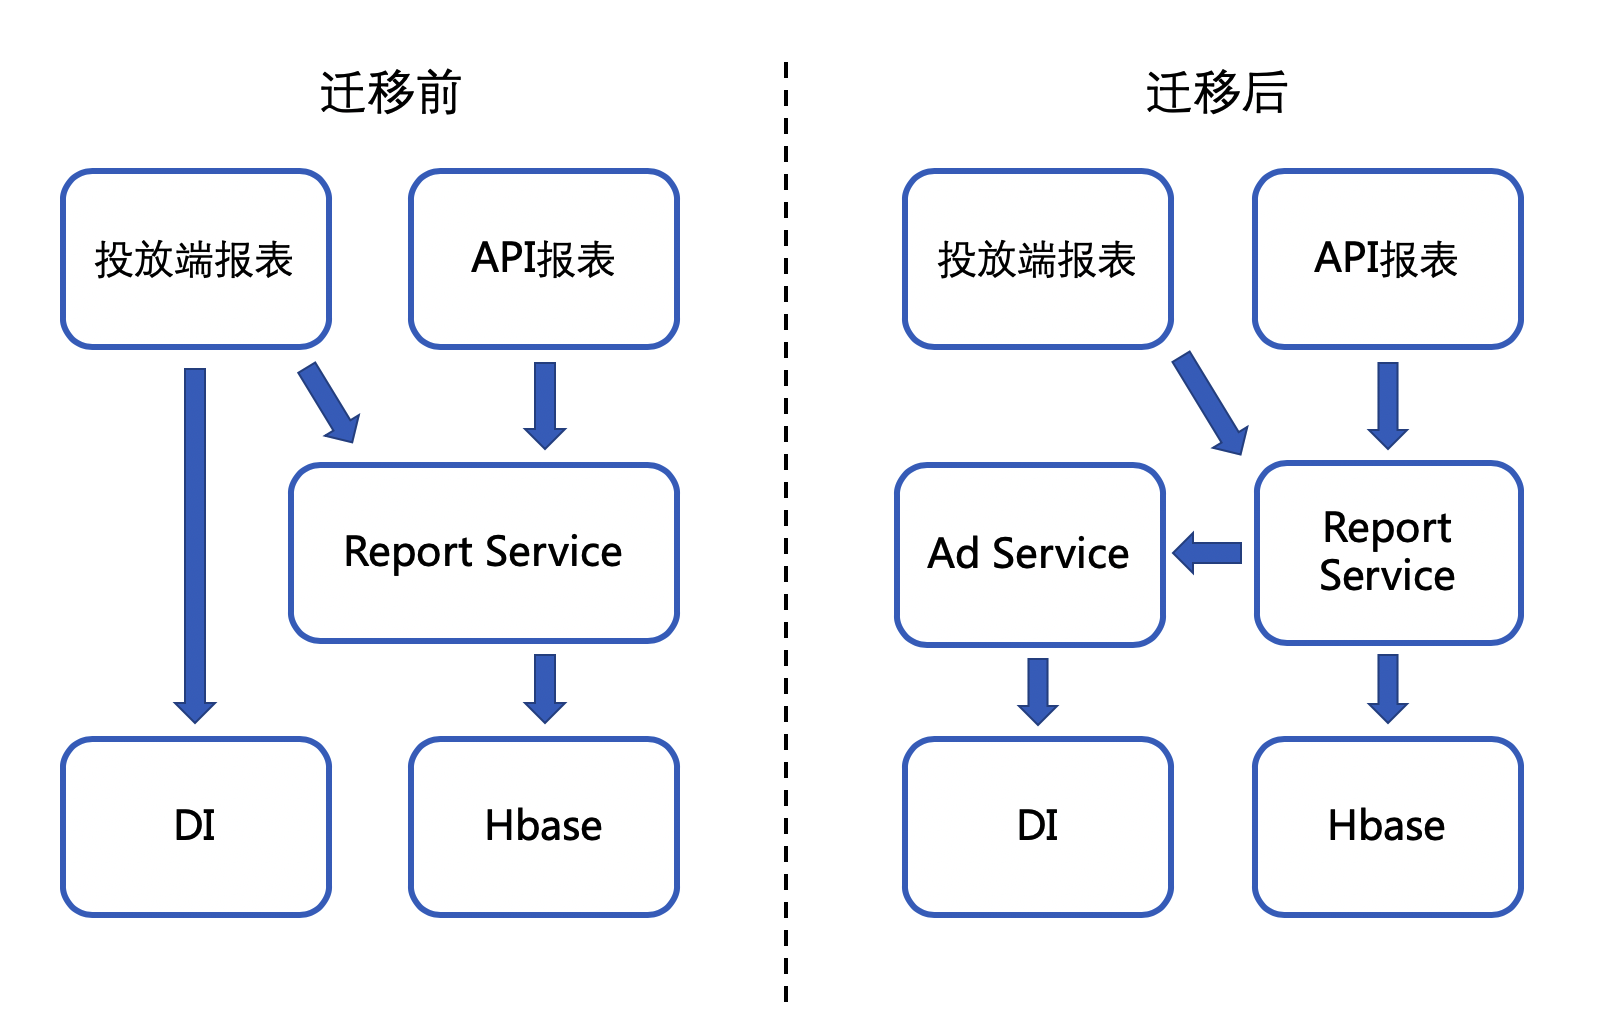 迁移前
投放端报表
API报表
Report Service
DI
Hbase
迁移后
投放端报表
API报表
Ad Service
Report
Service
DI
Hbase